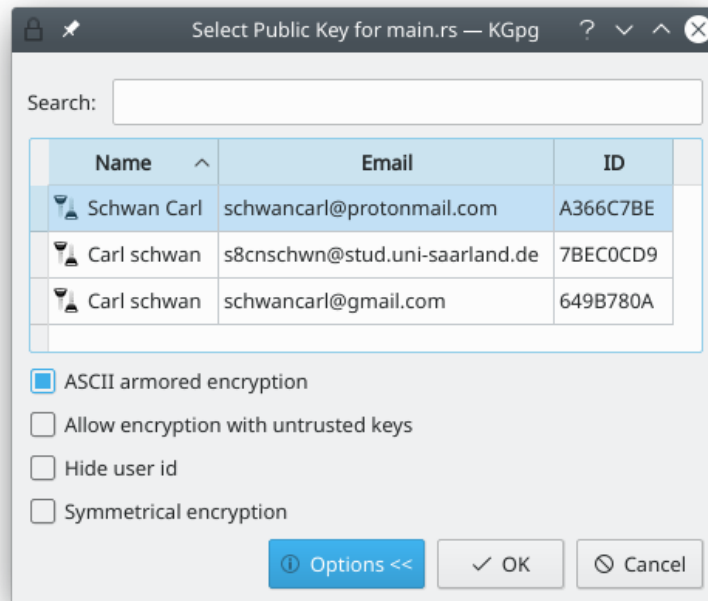 Select Public Key for main.rs — KGpg
Search:
Name Email ID
Schwan Carl schwancarl@protonmail.com A366C7BE
Carl schwan s8cnschwn@stud.uni-saarland.de 7BEC0CD9
Carl schwan schwancarl@gmail.com 649B780A
ASCII armored encryption
Allow encryption with untrusted keys
Hide user id
Symmetrical encryption
Options << OK Cancel